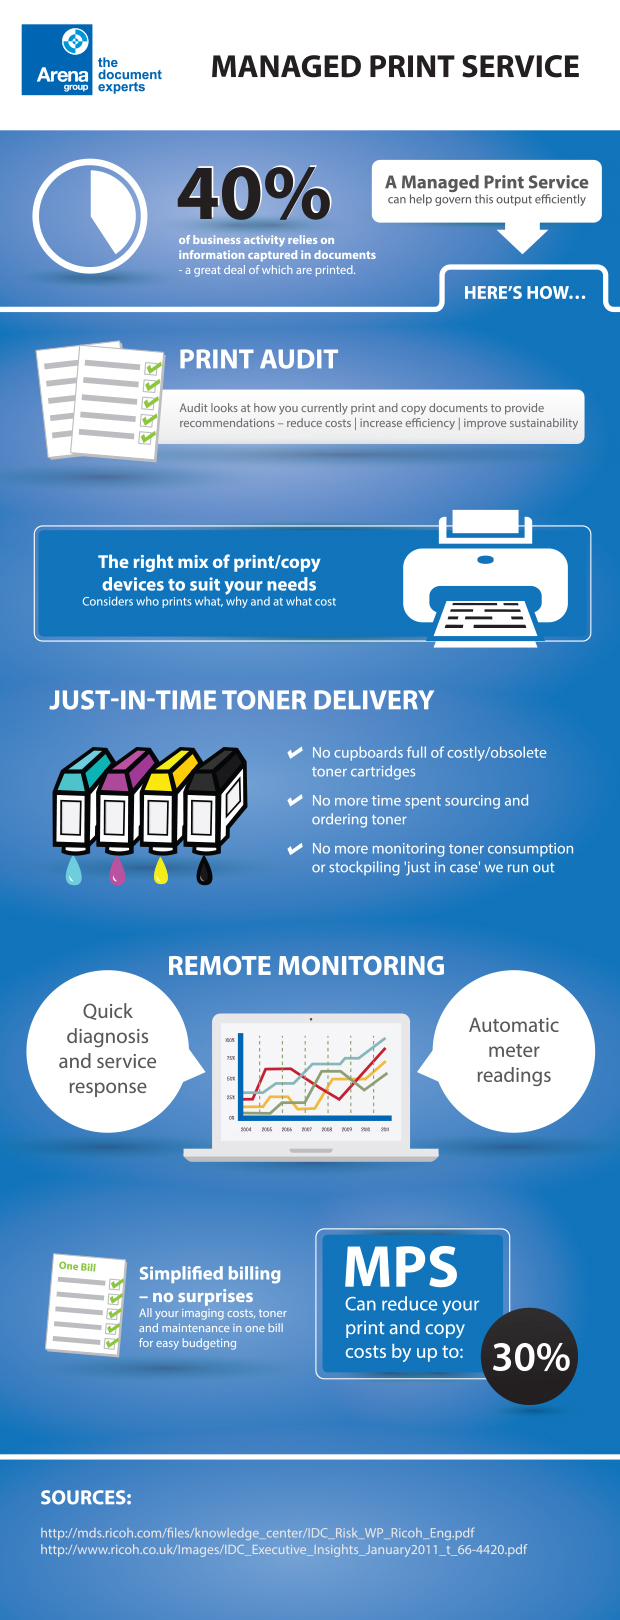 Arena
group
the
document
experts
MANAGED PRINT SERVICE
40%
of business activity relies on
information captured in documents
- a great deal of which are printed.
A Managed Print Service
can help govern this output efficiently
HERE'S HOW...
PRINT AUDIT
Audit looks at how you currently print and copy documents to provide
recommendations – reduce costs | increase efficiency | improve sustainability
The right mix of print/copy
devices to suit your needs
Considers who prints what, why and at what cost
JUST-IN-TIME TONER DELIVERY
No cupboards full of costly/obsolete
toner cartridges
No more time spent sourcing and
ordering toner
No more monitoring toner consumption
or stockpiling 'just in case' we run out
REMOTE MONITORING
Quick
diagnosis
and service
response
100%
75%
50%
25%
0%
2004 2005 2006 2007 2008 2009 2010 2011
Automatic
meter
readings
One Bill
Simplified billing
– no surprises
All your imaging costs, toner
and maintenance in one bill
for easy budgeting
MPS
Can reduce your
print and copy
costs by up to:
30%
SOURCES:
http://mds.ricoh.com/files/knowledge_center/IDC_Risk_WP_Ricoh_Eng.pdf
http://www.ricoh.co.uk/Images/IDC_Executive_Insights_January2011_t_66-4420.pdf